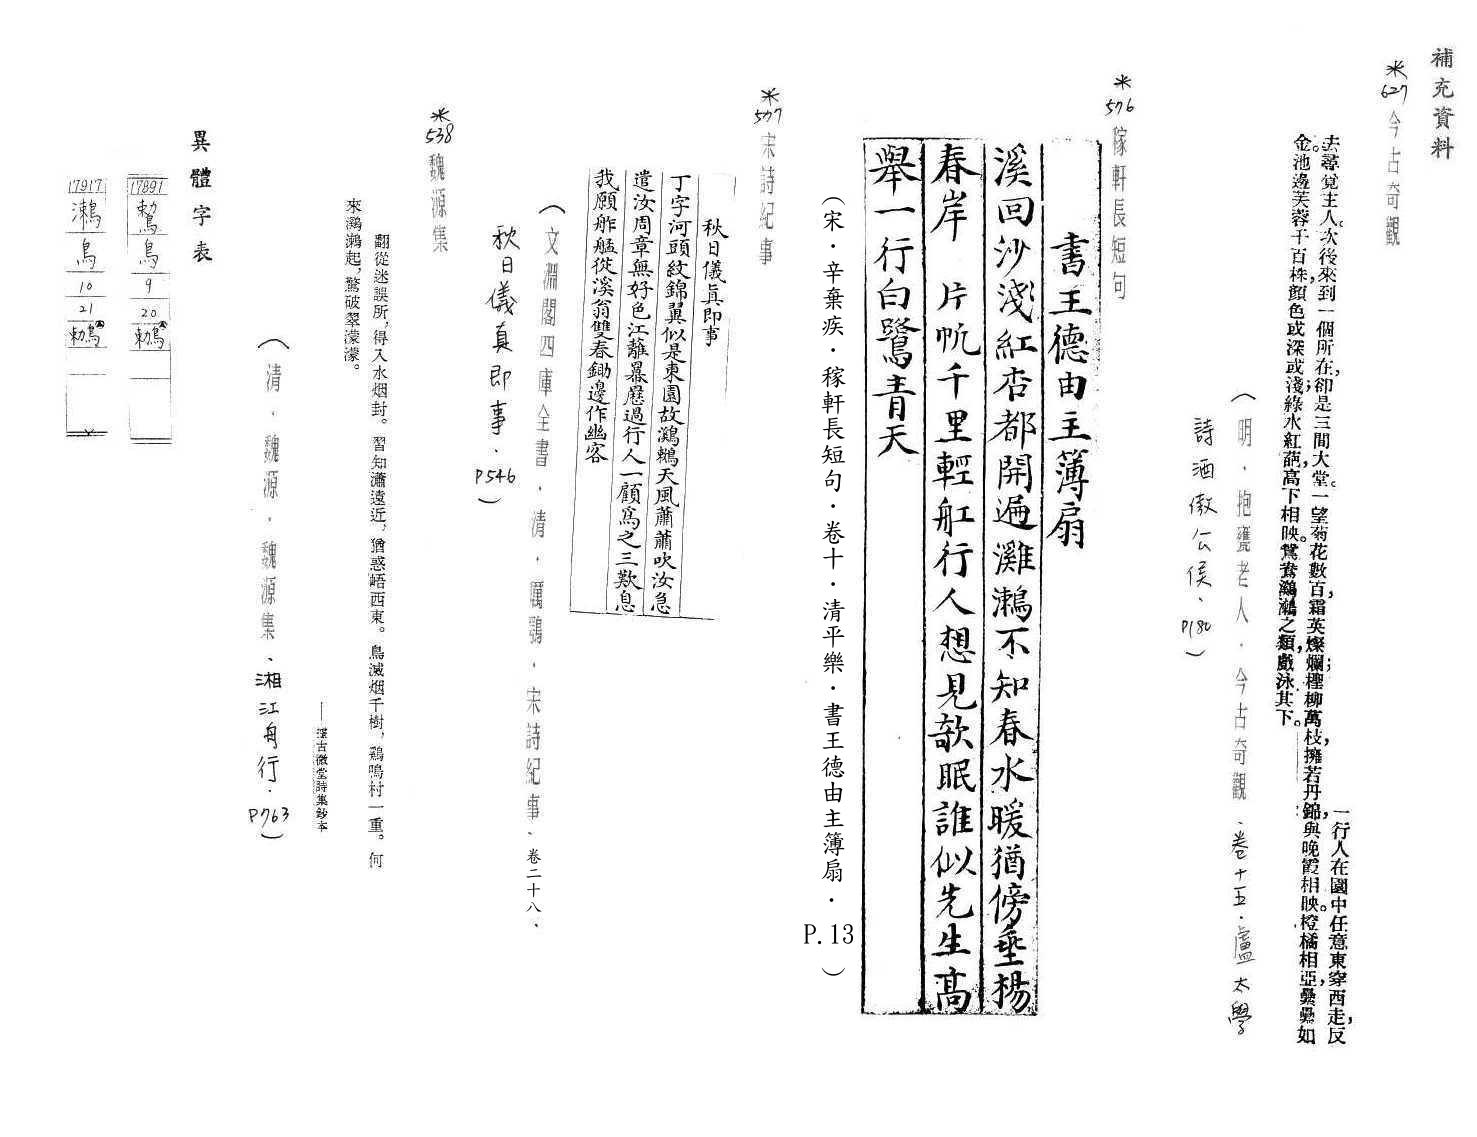 補充資料
※627 今古奇觀
一行人在園中任意東穿西走，反
去尋覓主人。次後來到一個所在，卻是三間大堂。一望菊花數百，霜英燦爛；檉柳萬枝，擁若丹錦，與晚霞相映。橙橘相亞，纍纍如
金。池邊芙蓉千百株，顏色或深或淺；綠水紅葩，高下相映。鴛鴦鸂鶒之類，戲泳其下。
（明．抱甕老人．今古奇觀．卷十五．盧太學
詩酒傲公侯．P180）
※576 稼軒長短句
書王德由主簿扇
溪回沙淺紅杏都開遍灘鶒不知春水暖猶傍垂楊
春岸　片帆千里輕舡行人想見欹眠誰似先生高
舉一行白鷺青天
（宋．辛棄疾．稼軒長短句．卷十．清平樂．書王德由主簿扇．
P.13）
※577 宋詩紀事
秋日儀真即事
丁字河頭紋錦翼似是東園故鸂鶒天風蕭蕭吹汝急
遣汝周章無好色江蘺羃䍥過行人一顧為之三歎息
我願舴艋從溪翁雙春鋤邊作幽客
（文淵閣四庫全書．清．厲鶚．宋詩紀事．卷二十八．
秋日儀真即事．P546）
※538 魏源集
翻從迷誤所，得入水烟封。習知瀟遠近，猶惑峿西東。鳥滅烟千樹，鷄鳴村一重。何
來鸂鶒起，驚破翠濛濛。
——據古微堂詩集鈔本
（清．魏源．魏源集．湘江舟行．
P763）
異體字表
17891
鶒
鳥
9
20
鷘
17917
鳥
10
21
鷘